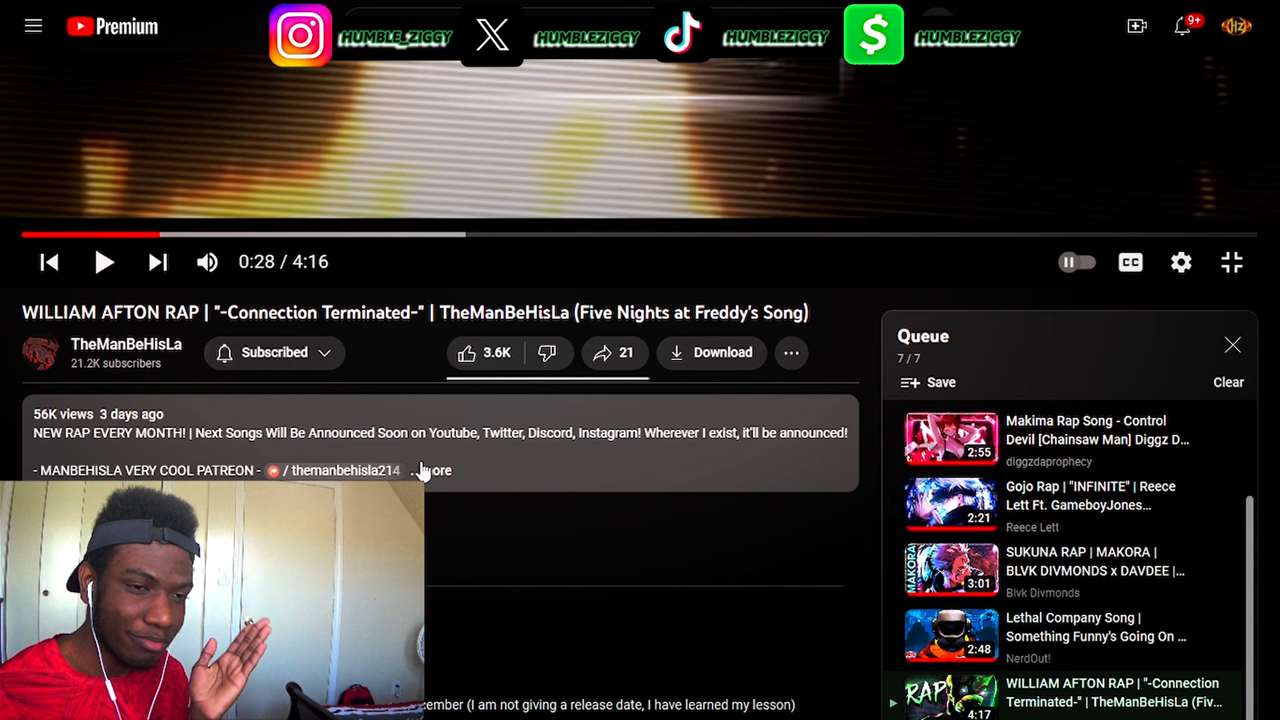 Premium
HUMBLE_ZIGGY
HUMBLEZIGGY
HUMBLEZIGGY
HUMBLEZIGGY
9+
HZ
0:28 / 4:16
CC
WILLIAM AFTON RAP | "-Connection Terminated-" | TheManBeHisLa (Five Nights at Freddy's Song)
TheManBeHisLa
21.2K subscribers
Subscribed
3.6K
21
Download
56K views 3 days ago
NEW RAP EVERY MONTH! | Next Songs Will Be Announced Soon on Youtube, Twitter, Discord, Instagram! Wherever I exist, it'll be announced!
- MANBEHISLA VERY COOL PATREON - / themanbehisla214 ...ore
cember (I am not giving a release date, I have learned my lesson)
Queue
7 / 7
Save
Clear
2:55
Makima Rap Song - Control
Devil [Chainsaw Man] Diggz D...
diggzdaprophecy
2:21
Gojo Rap | "INFINITE" | Reece
Lett Ft. GameboyJones...
Reece Lett
MAKORA
3:01
SUKUNA RAP | MAKORA |
BLVK DIVMONDS x DAVDEE |...
Blvk Divmonds
2:48
Lethal Company Song |
Something Funny's Going On ...
NerdOut!
RAP
4:17
WILLIAM AFTON RAP | "-Connection
Terminated-" | TheManBeHisLa (Fiv...